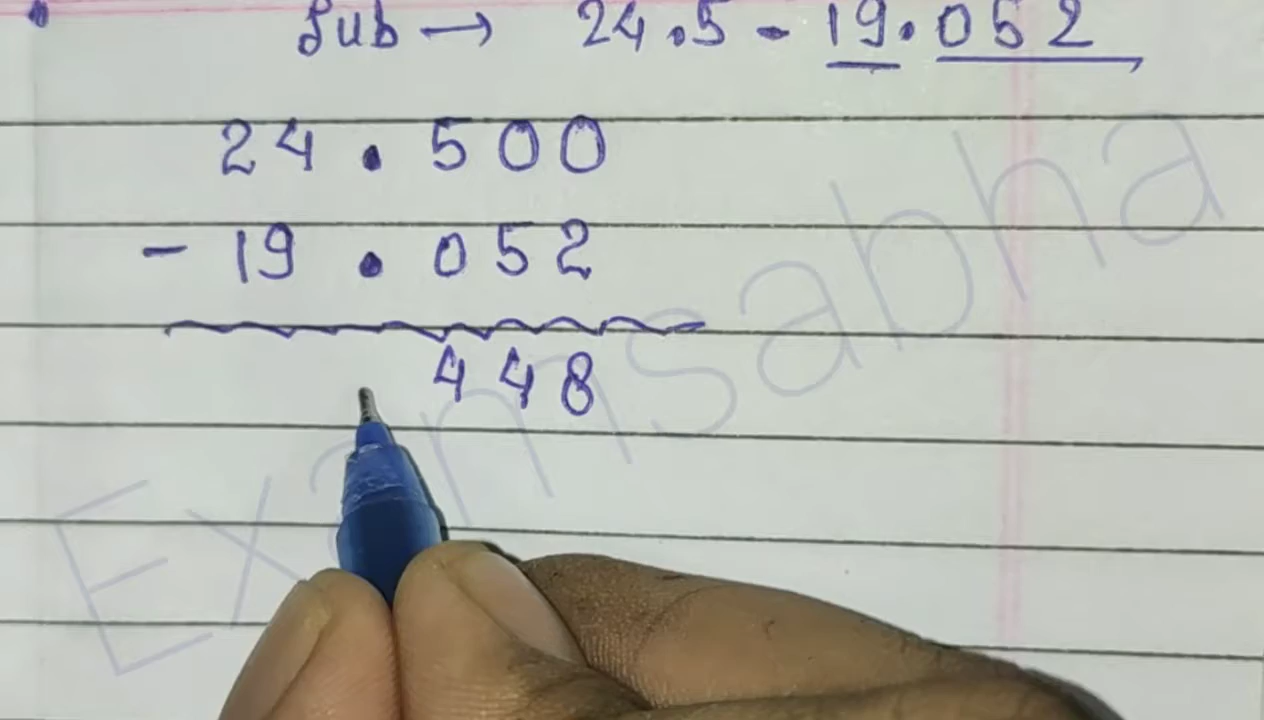 Sub → 24.5 - 19.052
24.500
- 19.052
448
Examsabha